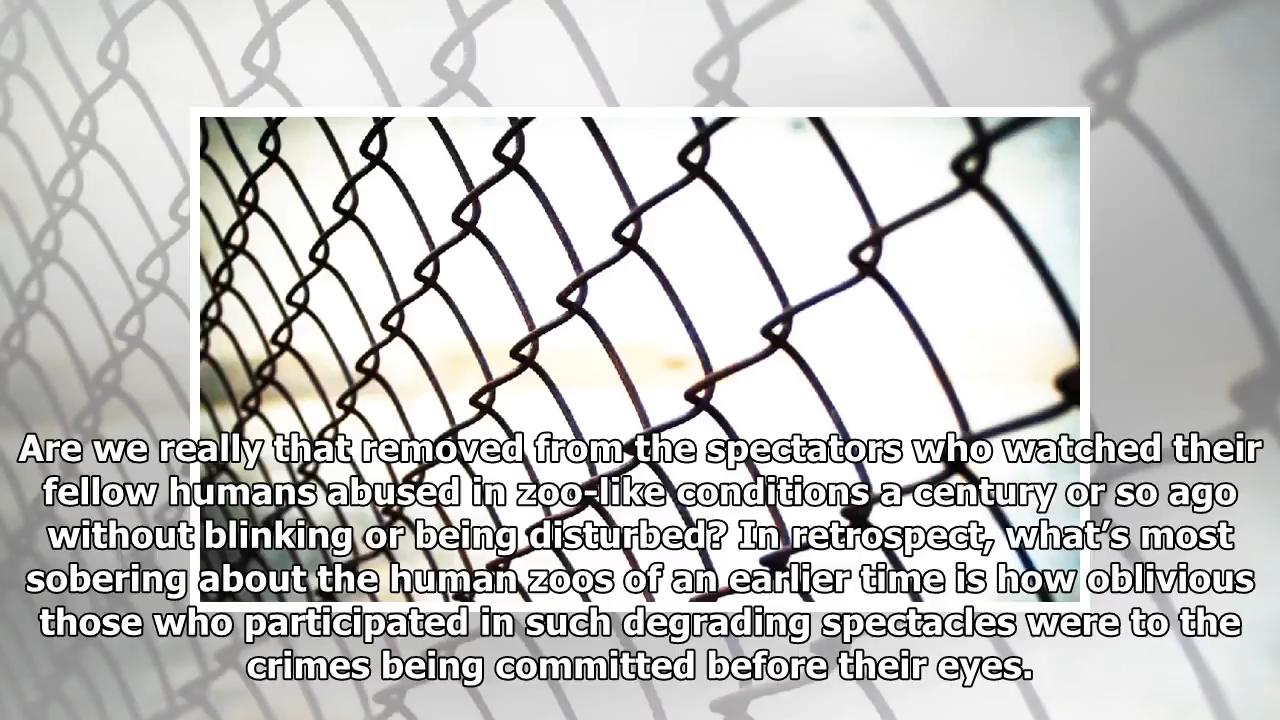 Are we really that removed from the spectators who watched their
fellow humans abused in zoo-like conditions a century or so ago
without blinking or being disturbed? In retrospect, what’s most
sobering about the human zoos of an earlier time is how oblivious
those who participated in such degrading spectacles were to the
crimes being committed before their eyes.